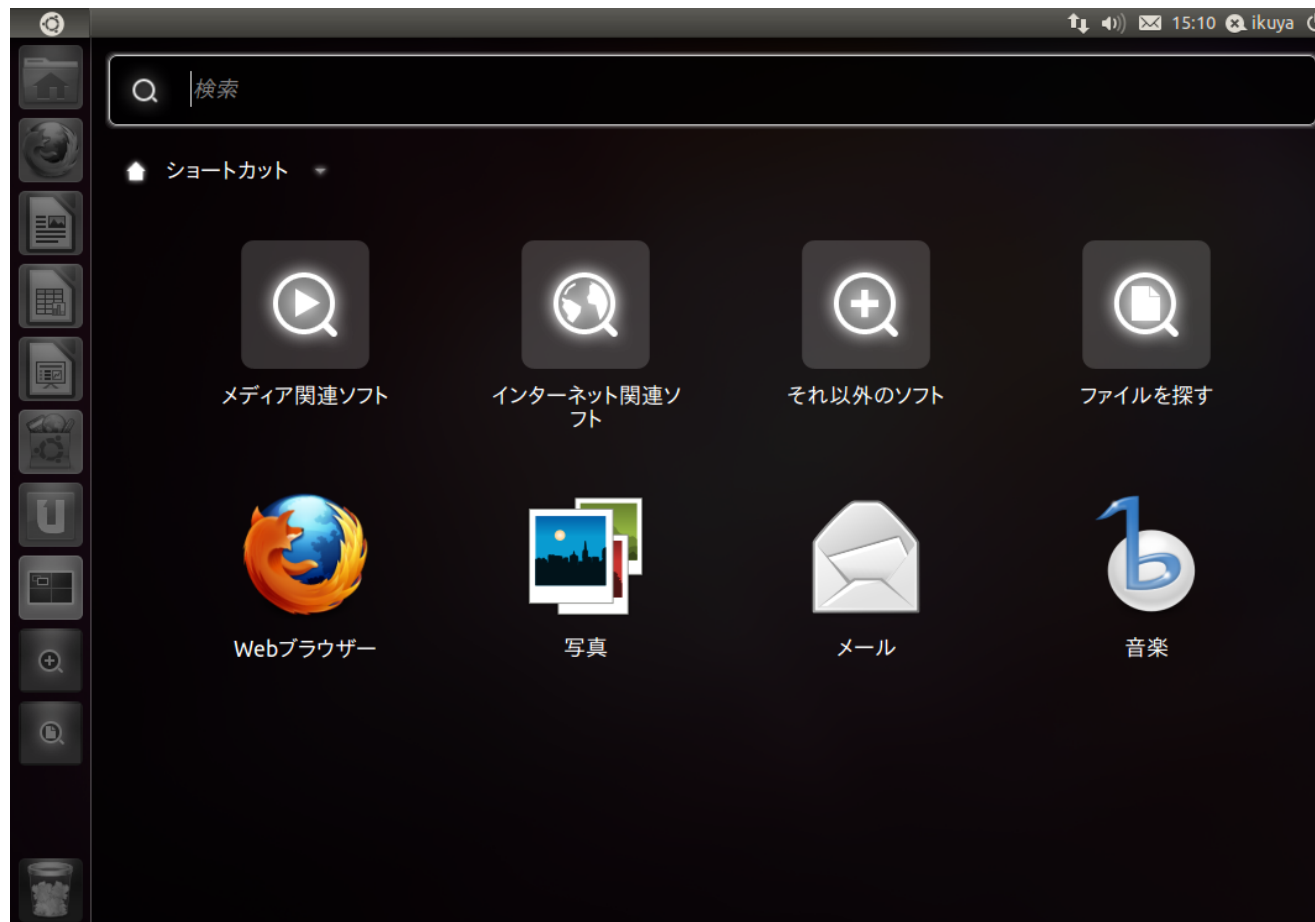 15:10 ikuya
検索
ショートカット
メディア関連ソフト
インターネット関連ソ
フト
それ以外のソフト
ファイルを探す
Webブラウザー
写真
メール
音楽